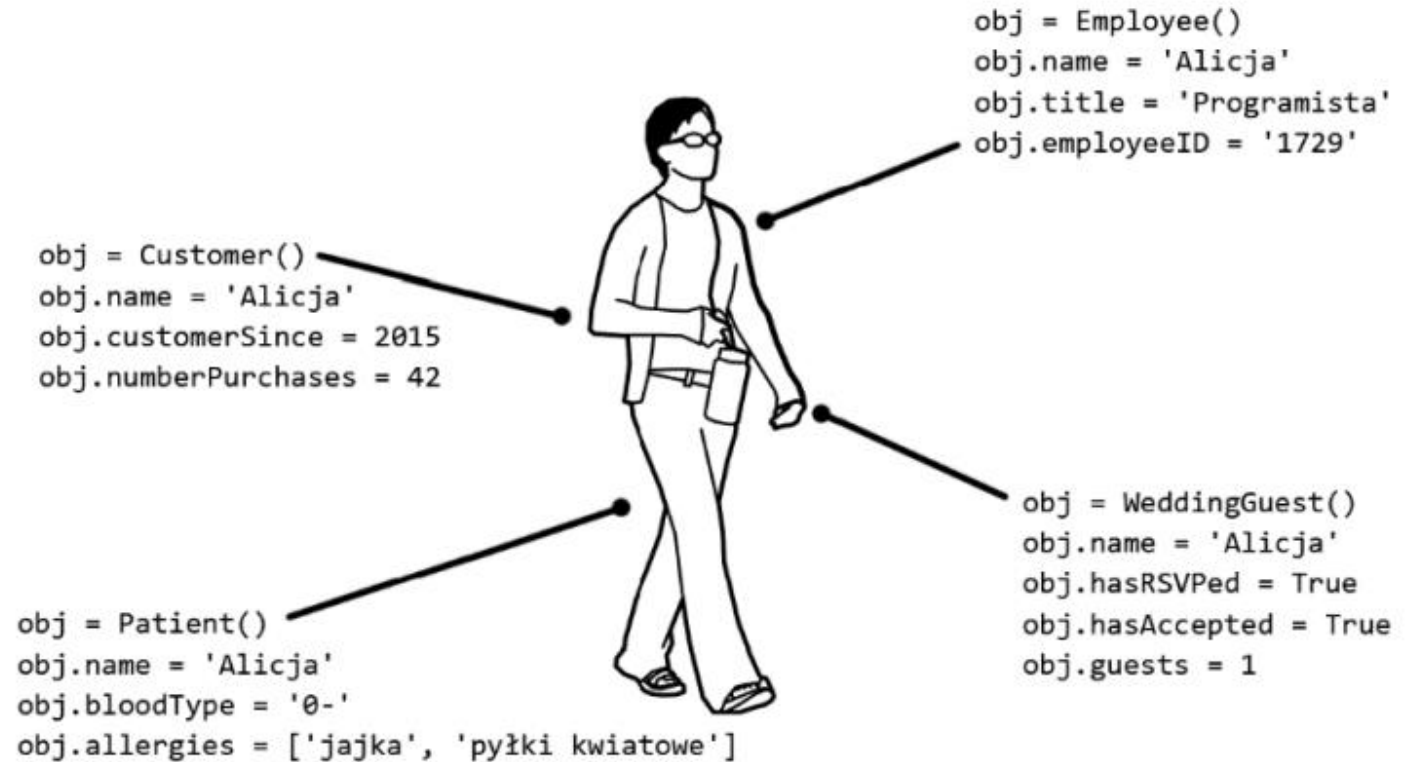 obj = Employee()
obj.name = 'Alicja'
obj.title = 'Programista'
obj.employeeID = '1729'
obj = Customer()
obj.name = 'Alicja'
obj.customerSince = 2015
obj.numberPurchases = 42
obj = WeddingGuest()
obj.name = 'Alicja'
obj.hasRSVPed = True
obj.hasAccepted = True
obj.guests = 1
obj = Patient()
obj.name = 'Alicja'
obj.bloodType = '0-'
obj.allergies = ['jajka', 'pyłki kwiatowe']